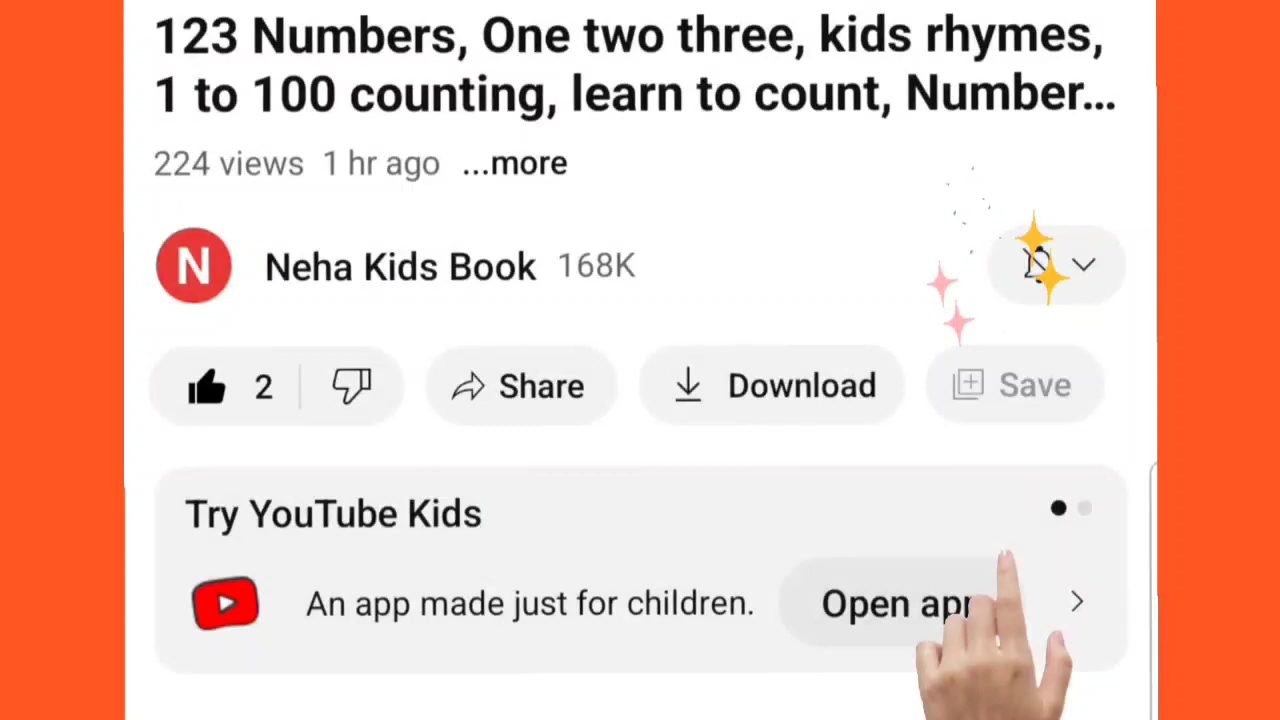 123 Numbers, One two three, kids rhymes,
1 to 100 counting, learn to count, Number...
224 views 1 hr ago ...more
N Neha Kids Book 168K
2 Share Download Save
Try YouTube Kids
An app made just for children. Open app